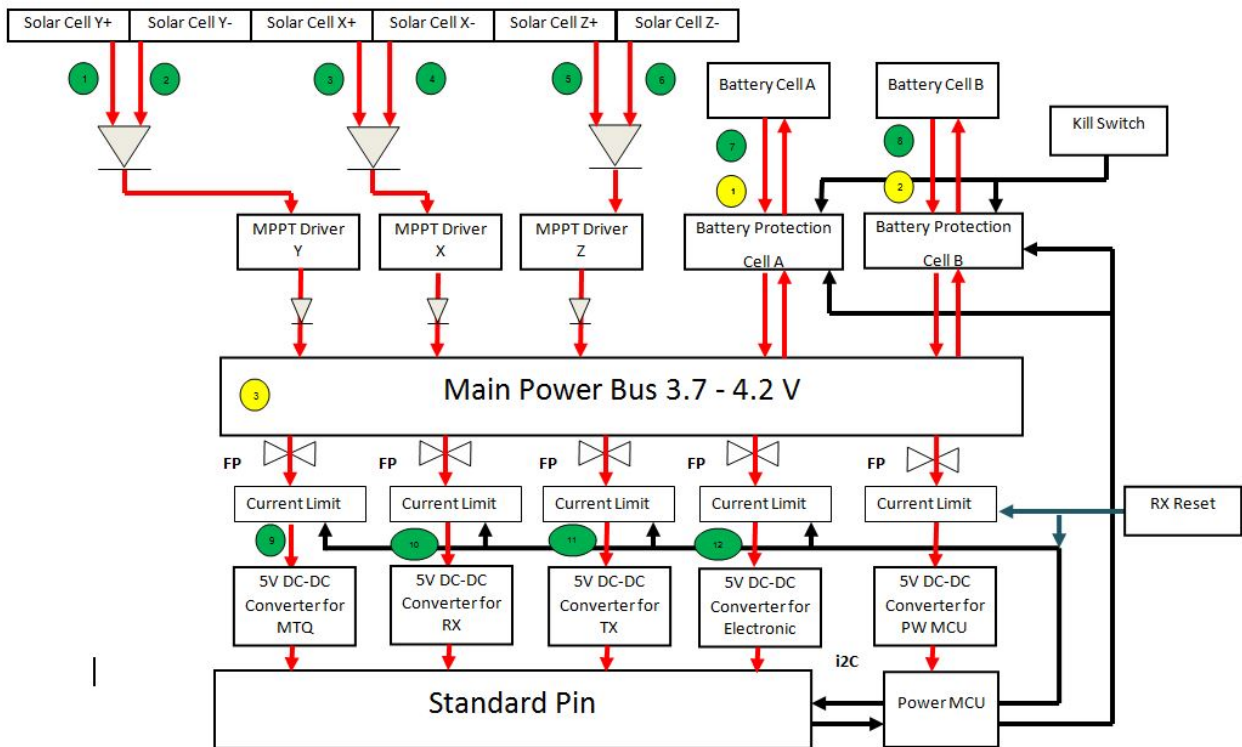 Solar Cell Y+ Solar Cell Y- Solar Cell X+ Solar Cell X- Solar Cell Z+ Solar Cell Z-
1 2 3 4 5 6
Battery Cell A
Battery Cell B
Kill Switch
7
8
1
2
MPPT Driver
Y
MPPT Driver
X
MPPT Driver
Z
Battery Protection
Cell A
Battery Protection
Cell B
3
Main Power Bus 3.7 - 4.2 V
FP FP FP FP FP
Current Limit Current Limit Current Limit Current Limit Current Limit
RX Reset
9 10 11 12
5V DC-DC
Converter for
MTQ
5V DC-DC
Converter for
RX
5V DC-DC
Converter for
TX
5V DC-DC
Converter for
Electronic
5V DC-DC
Converter for
PW MCU
i2C
Standard Pin
Power MCU